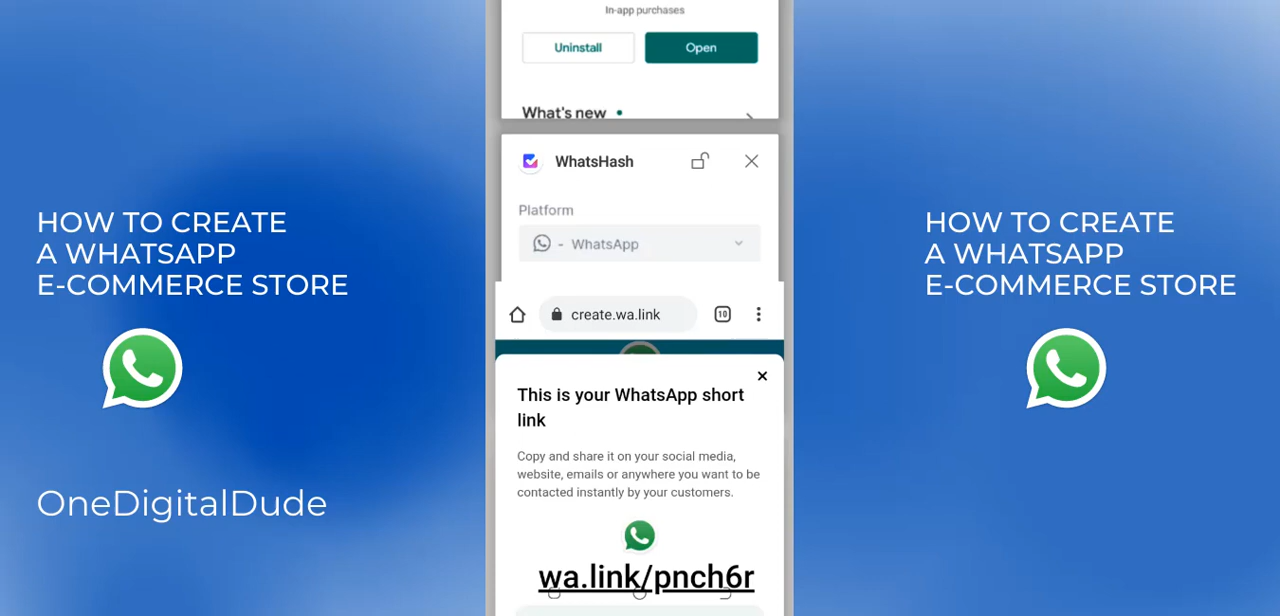 HOW TO CREATE
A WHATSAPP
E-COMMERCE STORE
OneDigitalDude
In-app purchases
Uninstall
Open
What's new
WhatsHash
Platform
- WhatsApp
create.wa.link
10
This is your WhatsApp short
link
Copy and share it on your social media,
website, emails or anywhere you want to be
contacted instantly by your customers.
wa.link/pnch6r
HOW TO CREATE
A WHATSAPP
E-COMMERCE STORE